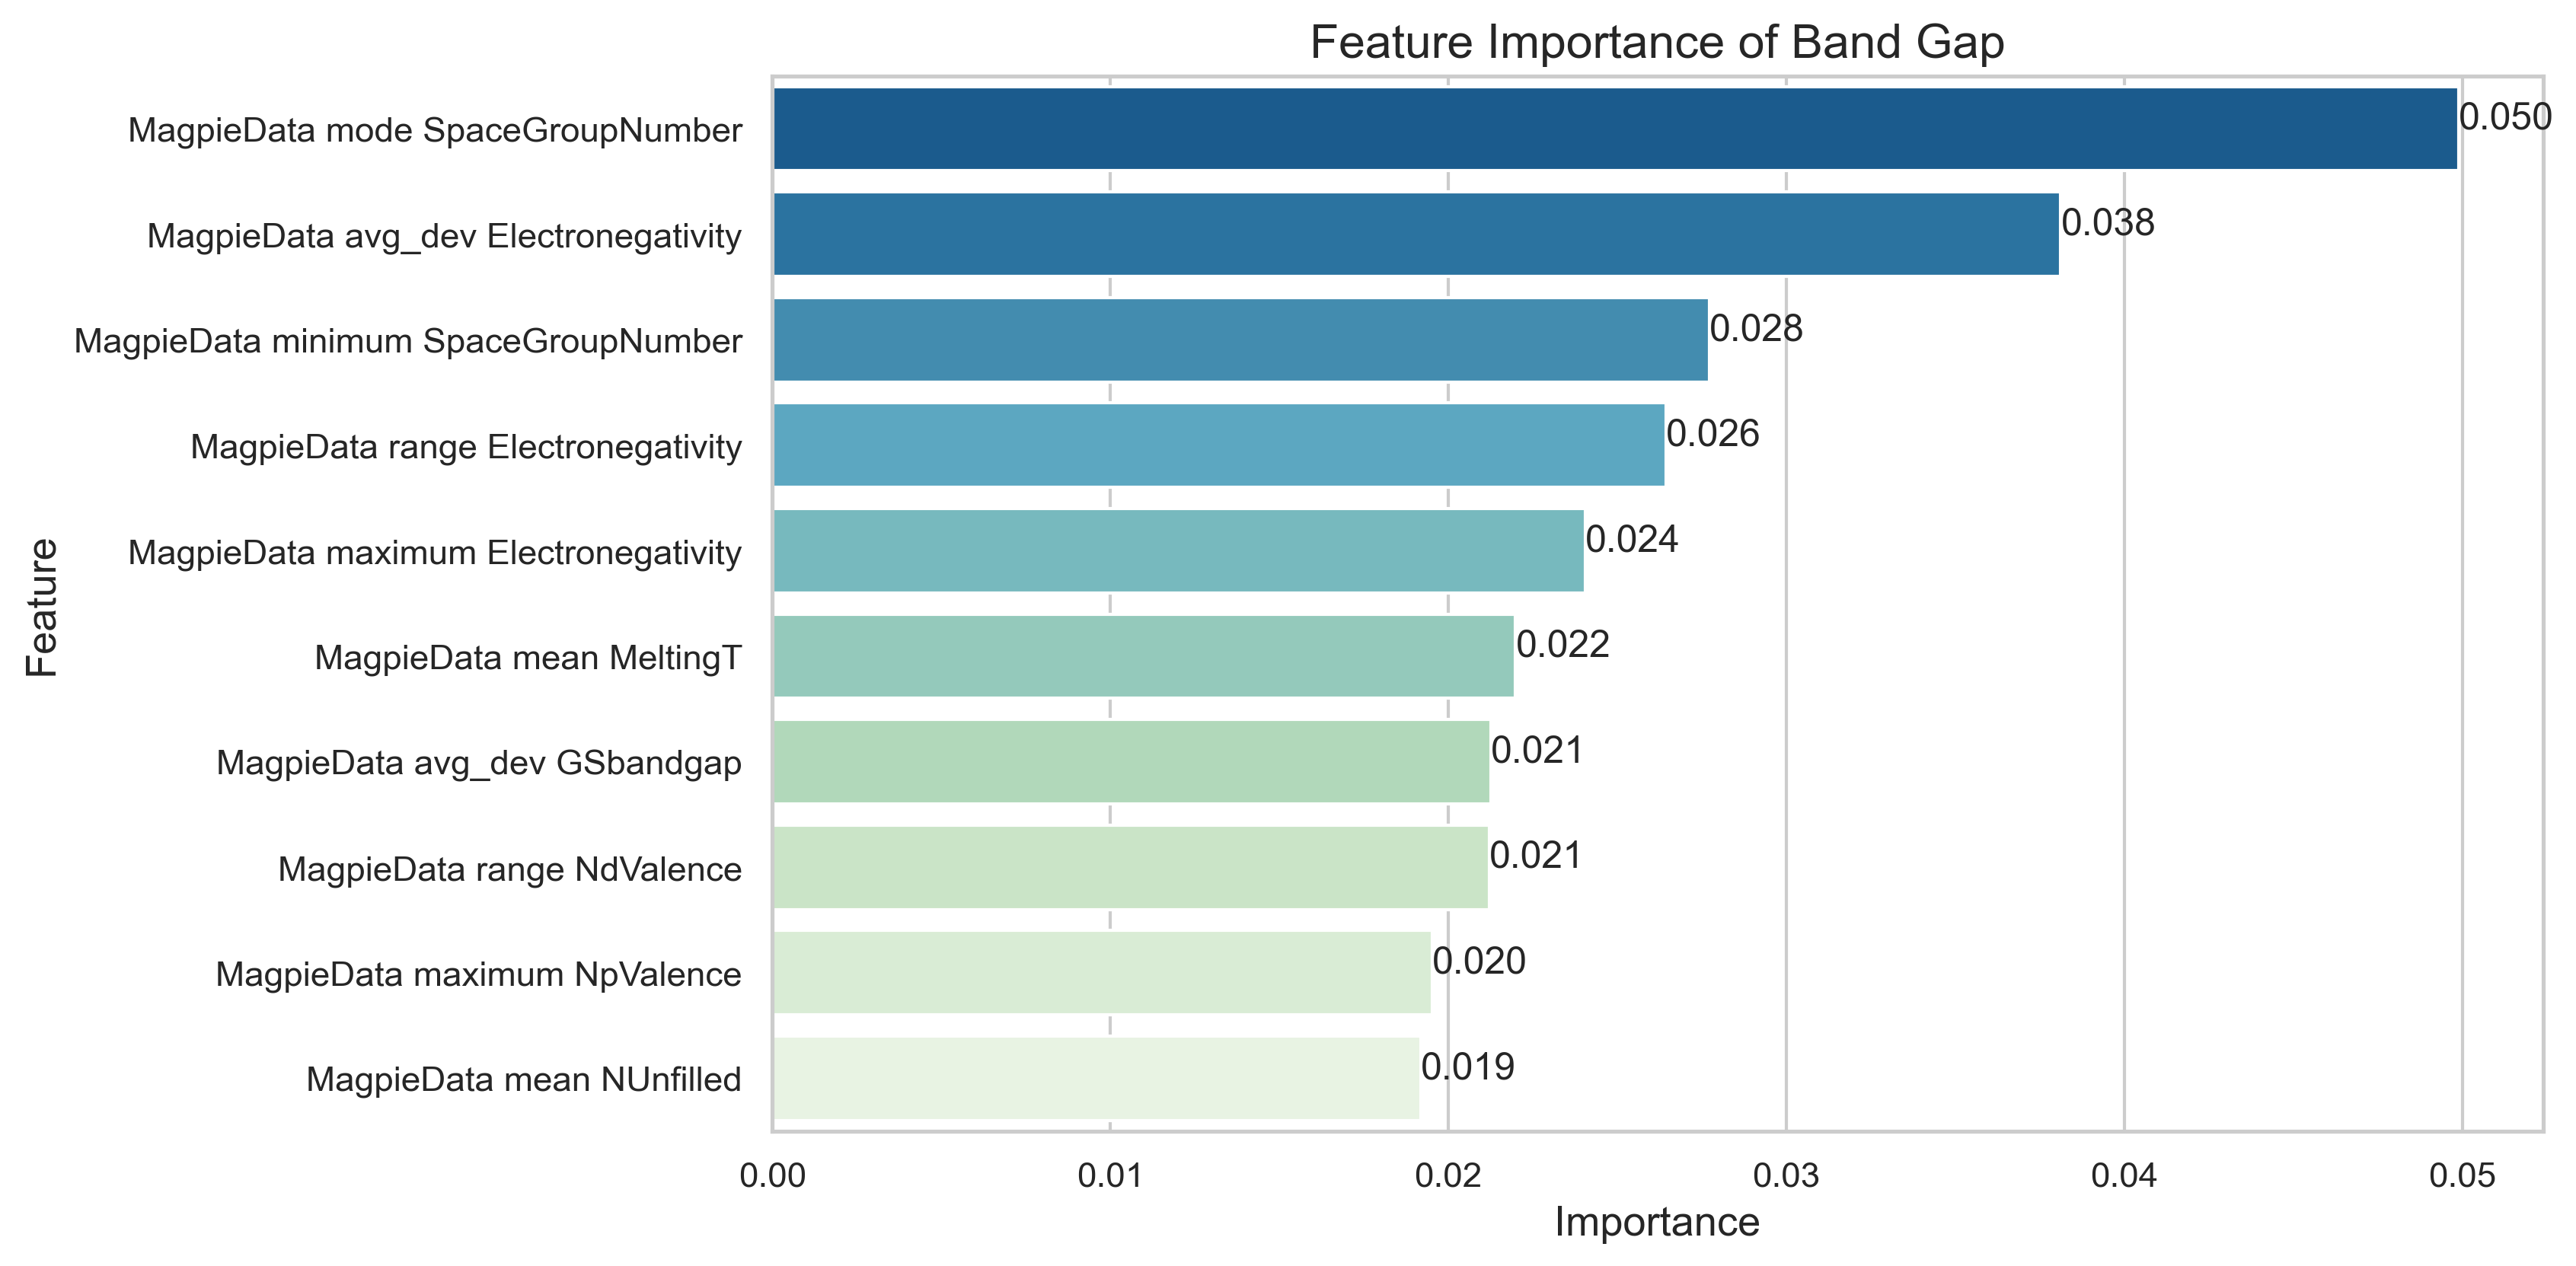 Feature Importance of Band Gap
MagpieData mode SpaceGroupNumber
0.050
MagpieData avg_dev Electronegativity
0.038
MagpieData minimum SpaceGroupNumber
0.028
MagpieData range Electronegativity
0.026
MagpieData maximum Electronegativity
0.024
MagpieData mean MeltingT
0.022
MagpieData avg_dev GSbandgap
0.021
MagpieData range NdValence
0.021
MagpieData maximum NpValence
0.020
MagpieData mean NUnfilled
0.019
Feature
0.00 0.01 0.02 0.03 0.04 0.05
Importance